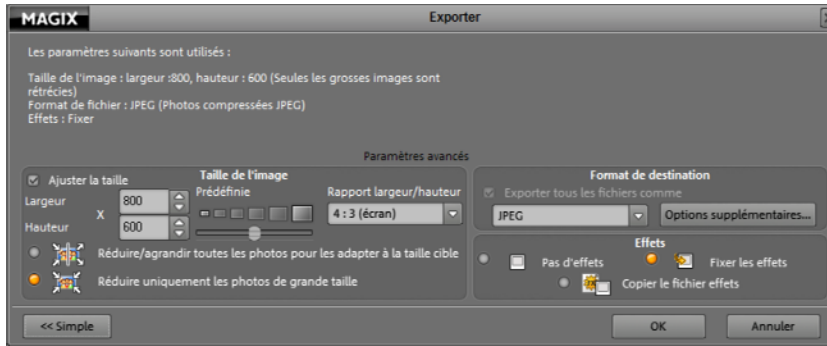 MAGIX
Exporter
Les paramètres suivants sont utilisés :
Taille de l'image : largeur :800, hauteur : 600 (Seules les grosses images sont
rétrécies)
Format de fichier : JPEG (Photos compressées JPEG)
Effets : Fixer
Paramètres avancés
Ajuster la taille
Taille de l'image
Largeur
800
Prédéfinie
Rapport largeur/hauteur
X
4 : 3 (écran)
Hauteur
600
Réduire/agrandir toutes les photos pour les adapter à la taille cible
Réduire uniquement les photos de grande taille
Format de destination
Exporter tous les fichiers comme
JPEG
Options supplémentaires...
Effets
Pas d'effets
Fixer les effets
Copier le fichier effets
<< Simple
OK
Annuler